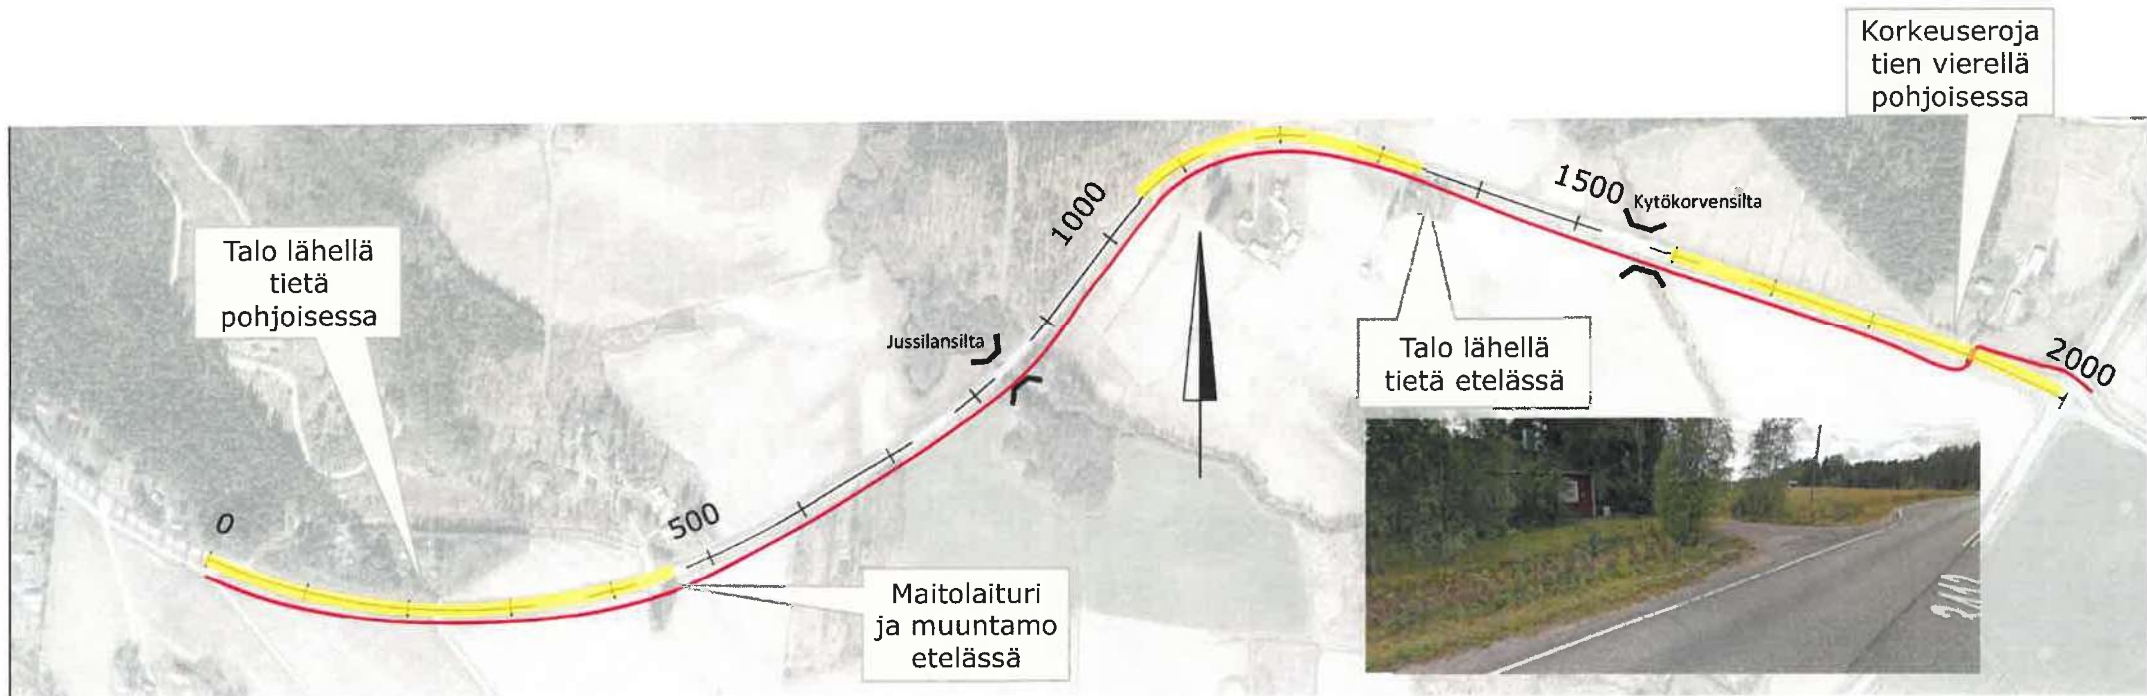 Korkeuseroja
tien vierellä
pohjoisessa
1500
Kytökorvensilta
1000
Talo lähellä
tietä
pohjoisessa
Jussilansilta
Talo lähellä
tietä etelässä
2000
0
500
Maitolaituri
ja muuntamo
etelässä